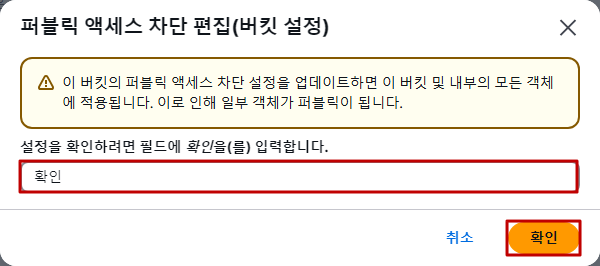 퍼블릭 액세스 차단 편집(버킷 설정)
이 버킷의 퍼블릭 액세스 차단 설정을 업데이트하면 이 버킷 및 내부의 모든 객체
에 적용됩니다. 이로 인해 일부 객체가 퍼블릭이 됩니다.
설정을 확인하려면 필드에 확인을(를) 입력합니다.
확인
취소 확인